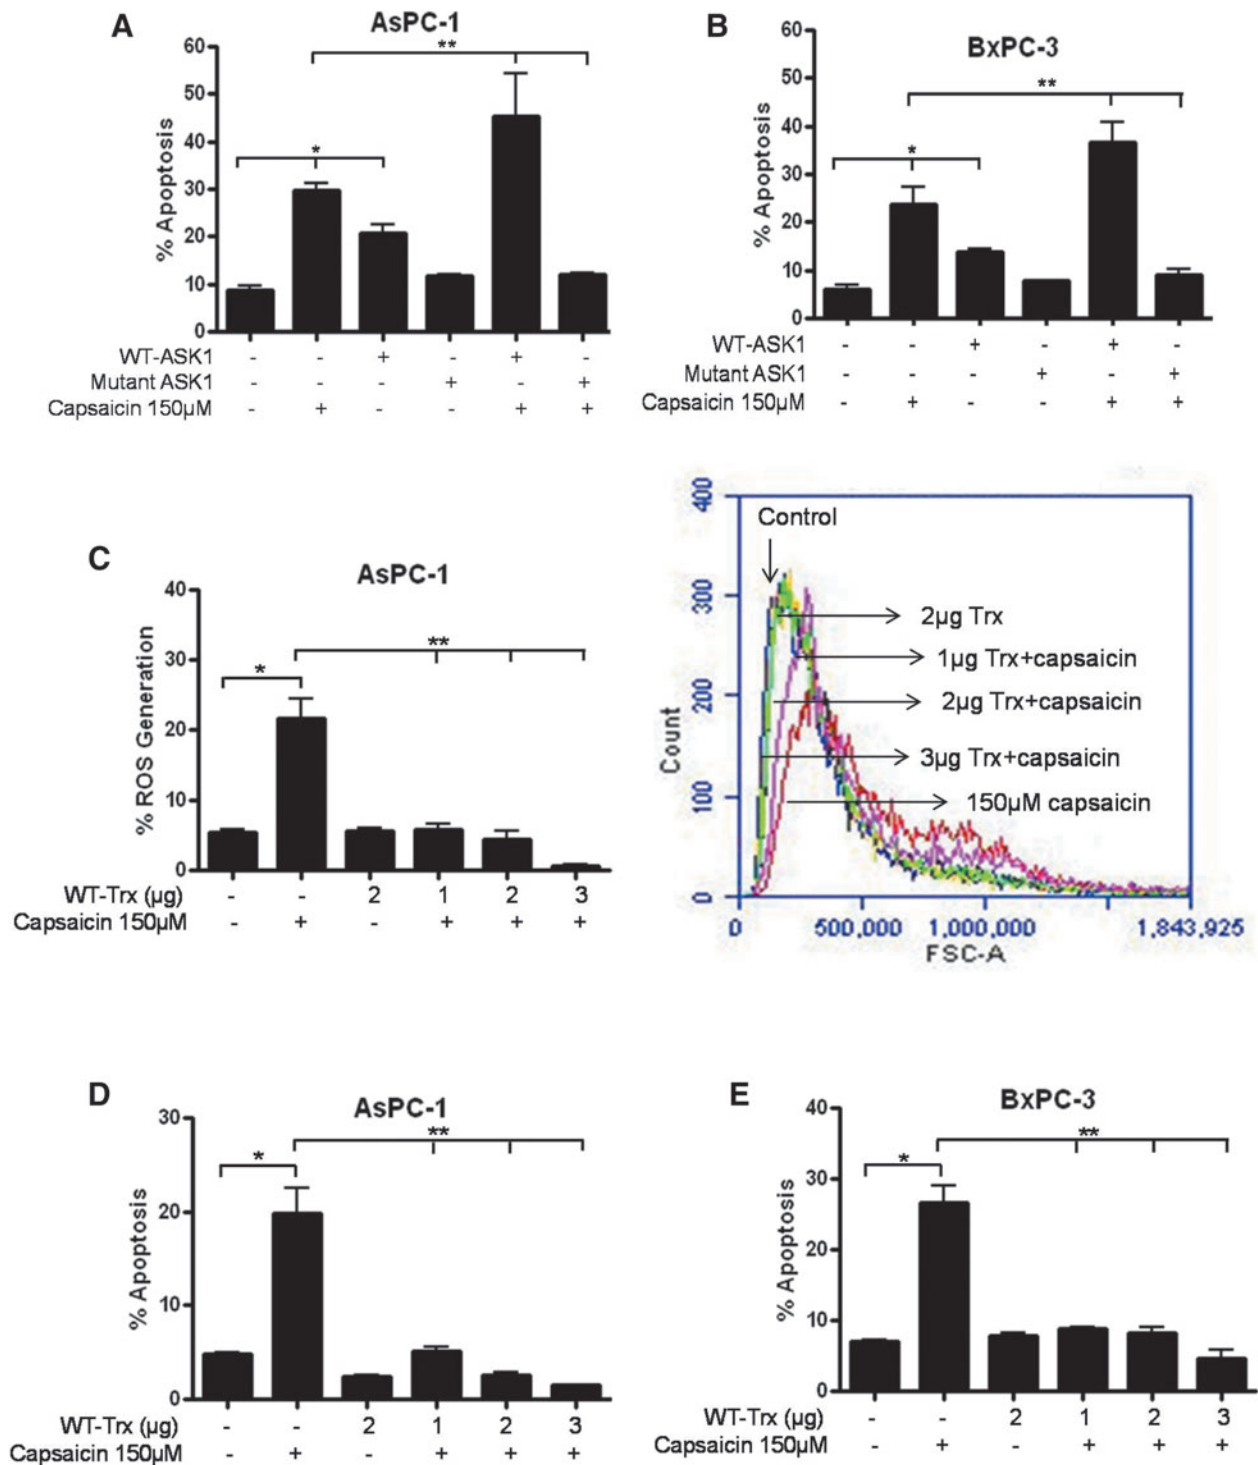 A
AsPC-1
% Apoptosis
60
50
40
30
20
10
0
*
**
WT-ASK1 - - + - + -
Mutant ASK1 - - - + - +
Capsaicin 150µM - + - - + +
B
BxPC-3
% Apoptosis
60
50
40
30
20
10
0
*
**
WT-ASK1 - - + - + -
Mutant ASK1 - - - + - +
Capsaicin 150µM - + - - + +
C
AsPC-1
% ROS Generation
40
30
20
10
0
*
**
WT-Trx (µg) - - 2 1 2 3
Capsaicin 150µM - + - + + +
Count
400
300
200
100
0
Control
2µg Trx
1µg Trx+capsaicin
2µg Trx+capsaicin
3µg Trx+capsaicin
150µM capsaicin
0 500,000 1,000,000 1,843,925
FSC-A
D
AsPC-1
% Apoptosis
30
20
10
0
*
**
WT-Trx (µg) - - 2 1 2 3
Capsaicin 150µM - + - + + +
E
BxPC-3
% Apoptosis
40
30
20
10
0
*
**
WT-Trx (µg) - - 2 1 2 3
Capsaicin 150µM - + - + + +